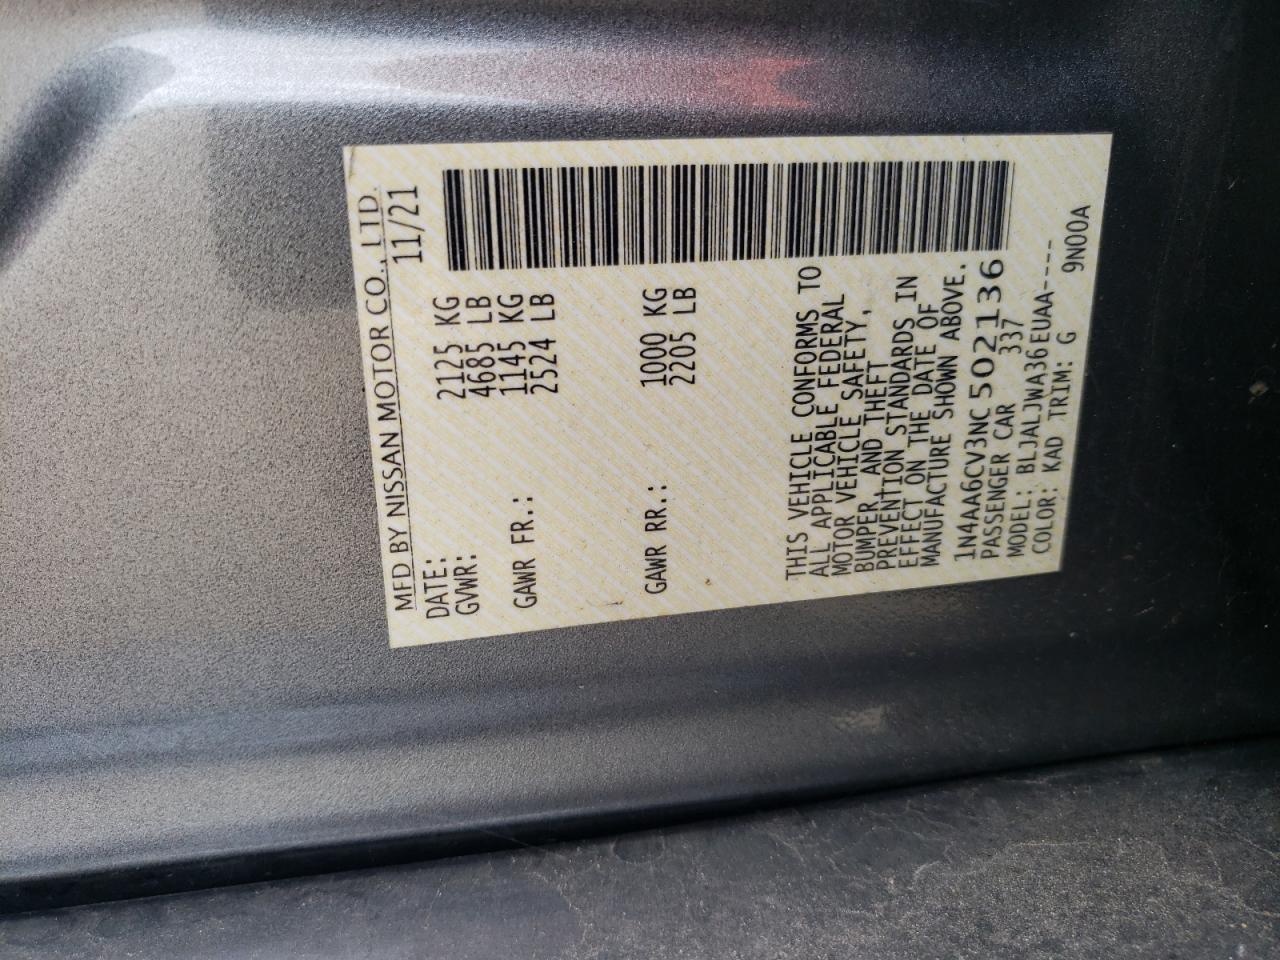 MFD BY NISSAN MOTOR CO., LTD.
DATE: 11/21
GVWR: 2125 KG
4685 LB
GAWR FR.: 1145 KG
2524 LB
GAWR RR.: 1000 KG
2205 LB
THIS VEHICLE CONFORMS TO
ALL APPLICABLE FEDERAL
MOTOR VEHICLE SAFETY,
BUMPER, AND THEFT
PREVENTION STANDARDS IN
EFFECT ON THE DATE OF
MANUFACTURE SHOWN ABOVE.
1N4AA6CV3NC502136
PASSENGER CAR 337
MODEL: BLJALJWA36EUAA----
COLOR: KAD TRIM: G 9N00A